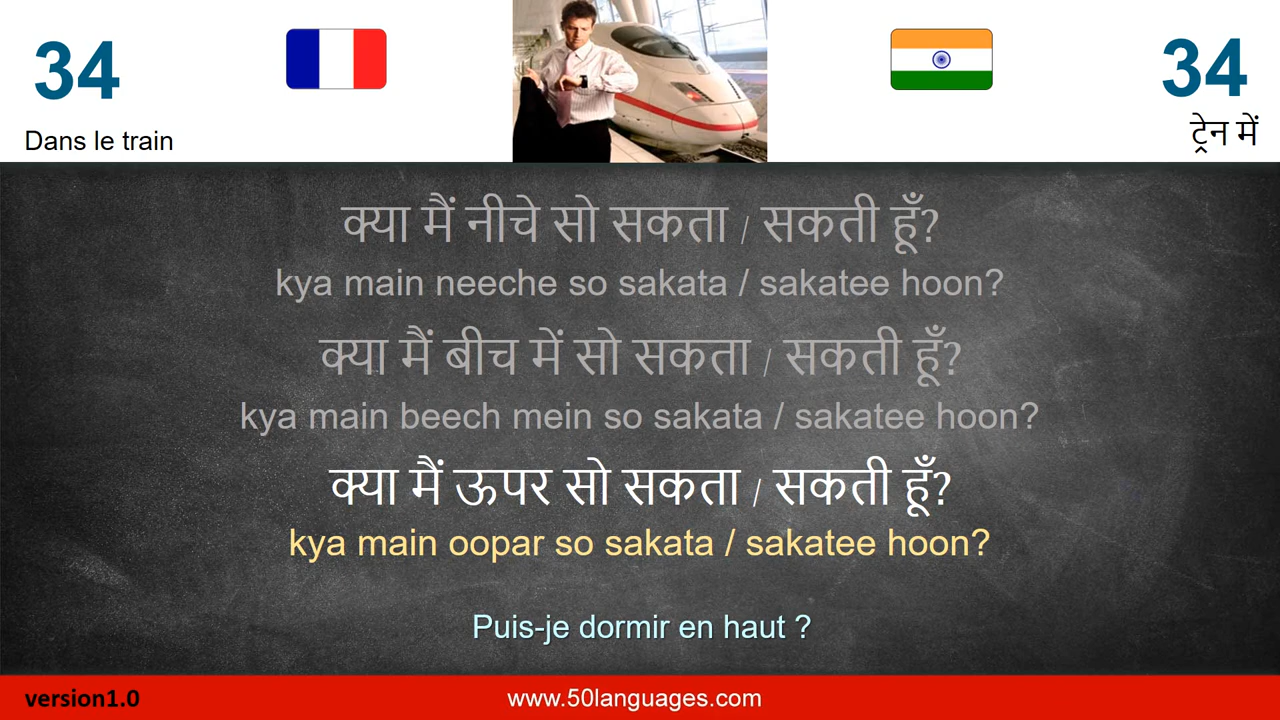 34
34
Dans le train
ट्रेन में
क्या मैं नीचे सो सकता / सकती हूँ?
kya main neeche so sakata / sakatee hoon?
क्या मैं बीच में सो सकता / सकती हूँ?
kya main beech mein so sakata / sakatee hoon?
क्या मैं ऊपर सो सकता / सकती हूँ?
kya main oopar so sakata / sakatee hoon?
Puis-je dormir en haut ?
version1.0
www.50languages.com